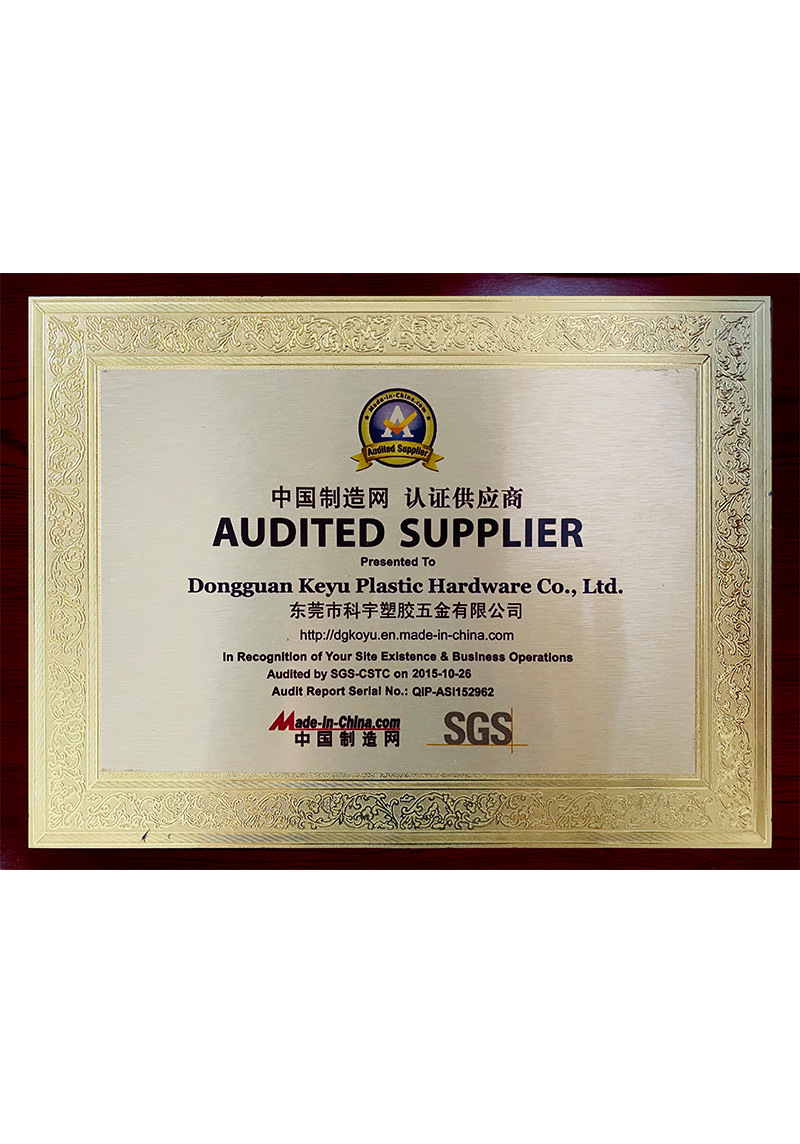 Made-in-China.com
Audited Supplier
中国制造网 认证供应商
AUDITED SUPPLIER
Presented To
Dongguan Keyu Plastic Hardware Co., Ltd.
东莞市科宇塑胶五金有限公司
http://dgkoyu.en.made-in-china.com
In Recognition of Your Site Existence & Business Operations
Audited by SGS-CSTC on 2015-10-26
Audit Report Serial No.: QIP-ASI152962
Made-in-China.com
中国制造网
SGS